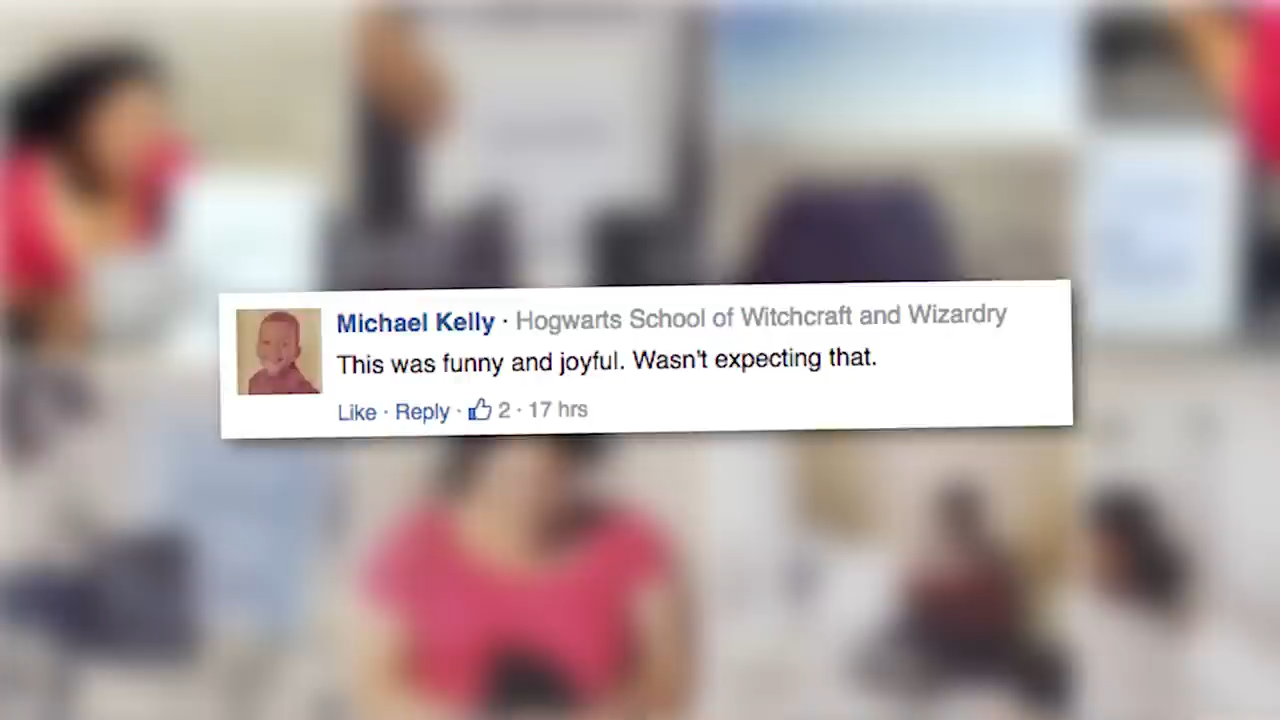 Michael Kelly · Hogwarts School of Witchcraft and Wizardry
This was funny and joyful. Wasn't expecting that.
Like · Reply · 2 · 17 hrs